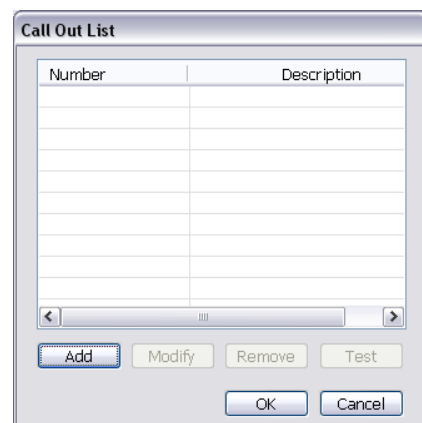 Call Out List
Number Description
Add Modify Remove Test
OK Cancel